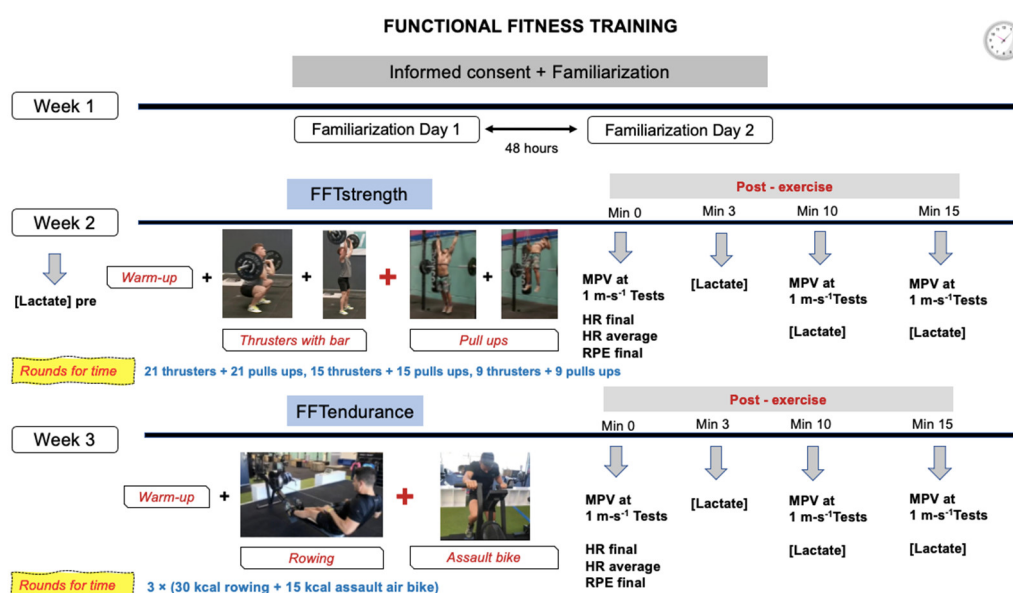 FUNCTIONAL FITNESS TRAINING
Informed consent + Familiarization
Week 1
Familiarization Day 1
Familiarization Day 2
48 hours
FFTstrength
Post - exercise
Week 2
Min 0
Min 3
Min 10
Min 15
[Lactate] pre
Warm-up
+
+
+
+
Thrusters with bar
Pull ups
MPV at
1 m-s⁻¹ Tests
HR final
HR average
RPE final
[Lactate]
MPV at
1 m-s⁻¹Tests
[Lactate]
MPV at
1 m-s⁻¹Tests
[Lactate]
Rounds for time
21 thrusters + 21 pulls ups, 15 thrusters + 15 pulls ups, 9 thrusters + 9 pulls ups
FFTendurance
Post - exercise
Week 3
Min 0
Min 3
Min 10
Min 15
Warm-up
+
+
Rowing
Assault bike
MPV at
1 m-s⁻¹ Tests
HR final
HR average
RPE final
[Lactate]
MPV at
1 m-s⁻¹Tests
[Lactate]
MPV at
1 m-s⁻¹Tests
[Lactate]
Rounds for time
3 × (30 kcal rowing + 15 kcal assault air bike)